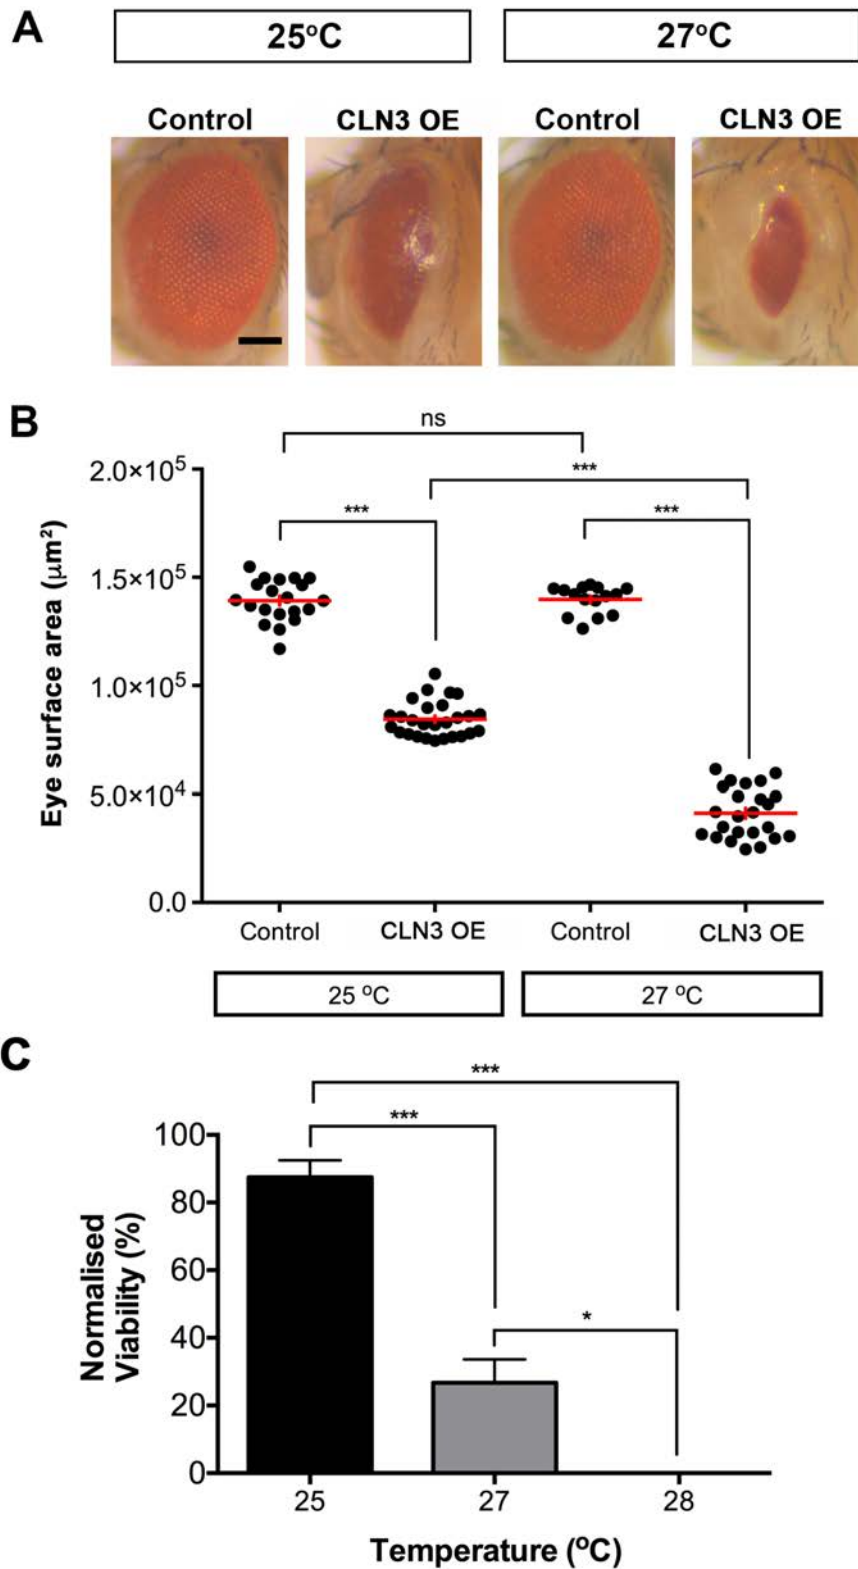 A
25°C 27°C
Control CLN3 OE Control CLN3 OE
B
ns
***
*** ***
2.0×10⁵
1.5×10⁵
1.0×10⁵
5.0×10⁴
0.0
Eye surface area (μm²)
Control CLN3 OE Control CLN3 OE
25 °C 27 °C
C
***
***
*
100
80
60
40
20
0
Normalised
Viability (%)
25 27 28
Temperature (°C)